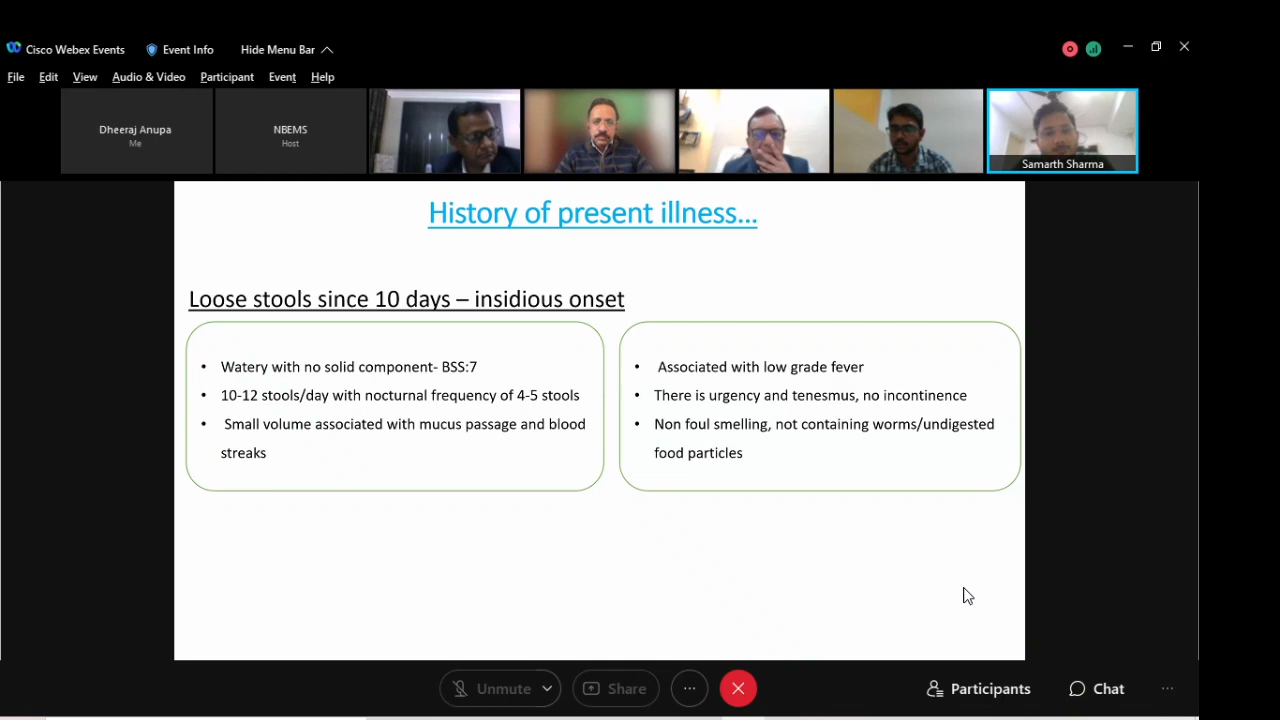 Cisco Webex Events Event Info Hide Menu Bar
File Edit View Audio & Video Participant Event Help
Dheeraj Anupa
Me
NBEMS
Host
Samarth Sharma
History of present illness...
Loose stools since 10 days – insidious onset
• Watery with no solid component- BSS:7
• 10-12 stools/day with nocturnal frequency of 4-5 stools
• Small volume associated with mucus passage and blood
streaks
• Associated with low grade fever
• There is urgency and tenesmus, no incontinence
• Non foul smelling, not containing worms/undigested
food particles
Unmute Share Participants Chat